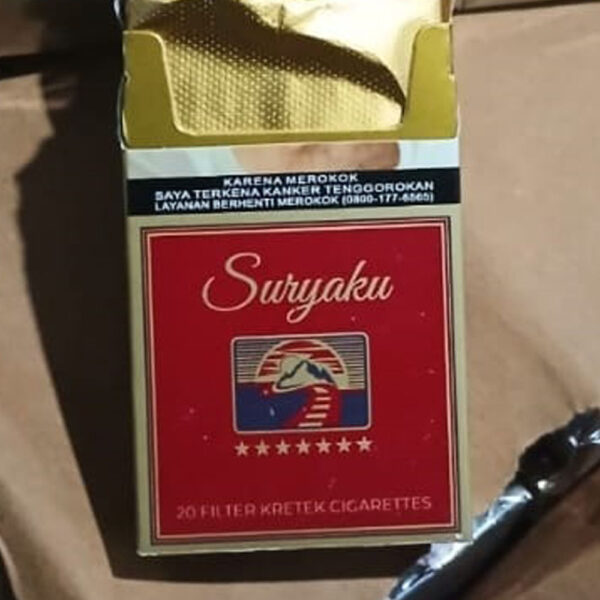 KARENA MEROKOK
SAYA TERKENA KANKER TENGGOROKAN
LAYANAN BERHENTI MEROKOK (0800-177-6565)
Suryaku
20 FILTER KRETEK CIGARETTES